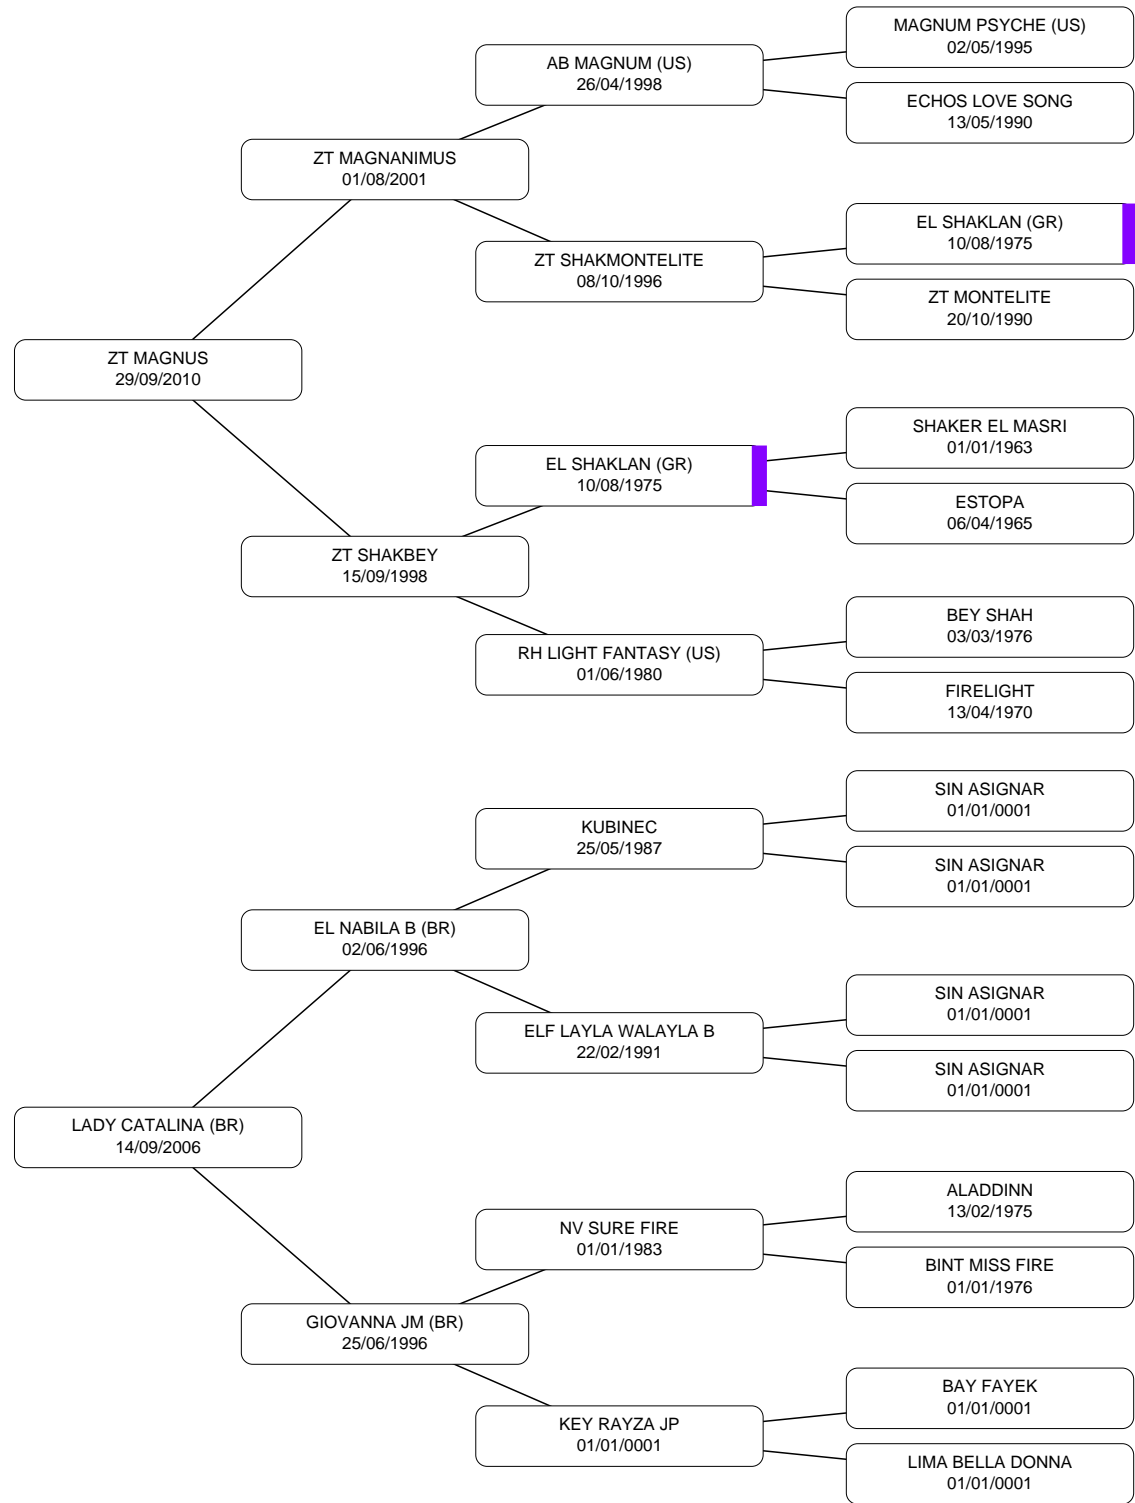 MAGNUM PSYCHE (US)
02/05/1995
AB MAGNUM (US)
26/04/1998
ECHOS LOVE SONG
13/05/1990
ZT MAGNANIMUS
01/08/2001
EL SHAKLAN (GR)
10/08/1975
ZT SHAKMONTELITE
08/10/1996
ZT MONTELITE
20/10/1990
ZT MAGNUS
29/09/2010
SHAKER EL MASRI
01/01/1963
EL SHAKLAN (GR)
10/08/1975
ESTOPA
06/04/1965
ZT SHAKBEY
15/09/1998
BEY SHAH
03/03/1976
RH LIGHT FANTASY (US)
01/06/1980
FIRELIGHT
13/04/1970
SIN ASIGNAR
01/01/0001
KUBINEC
25/05/1987
SIN ASIGNAR
01/01/0001
EL NABILA B (BR)
02/06/1996
SIN ASIGNAR
01/01/0001
ELF LAYLA WALAYLA B
22/02/1991
SIN ASIGNAR
01/01/0001
LADY CATALINA (BR)
14/09/2006
ALADDINN
13/02/1975
NV SURE FIRE
01/01/1983
BINT MISS FIRE
01/01/1976
GIOVANNA JM (BR)
25/06/1996
BAY FAYEK
01/01/0001
KEY RAYZA JP
01/01/0001
LIMA BELLA DONNA
01/01/0001